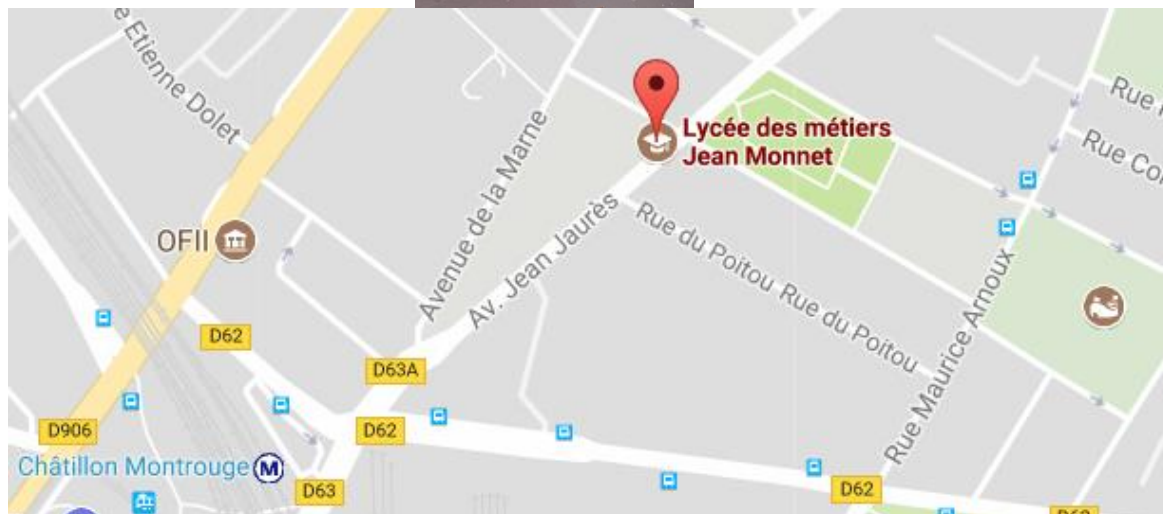 Etienne Dolet
OFII
Avenue de la Marne
Av. Jean Jaurès
Lycée des métiers
Jean Monnet
Rue du Poitou
Rue du Poitou
Rue Maurice Arnoux
Rue
Rue
D62
D63A
D906
D62
Châtillon Montrouge
M
D63
D62